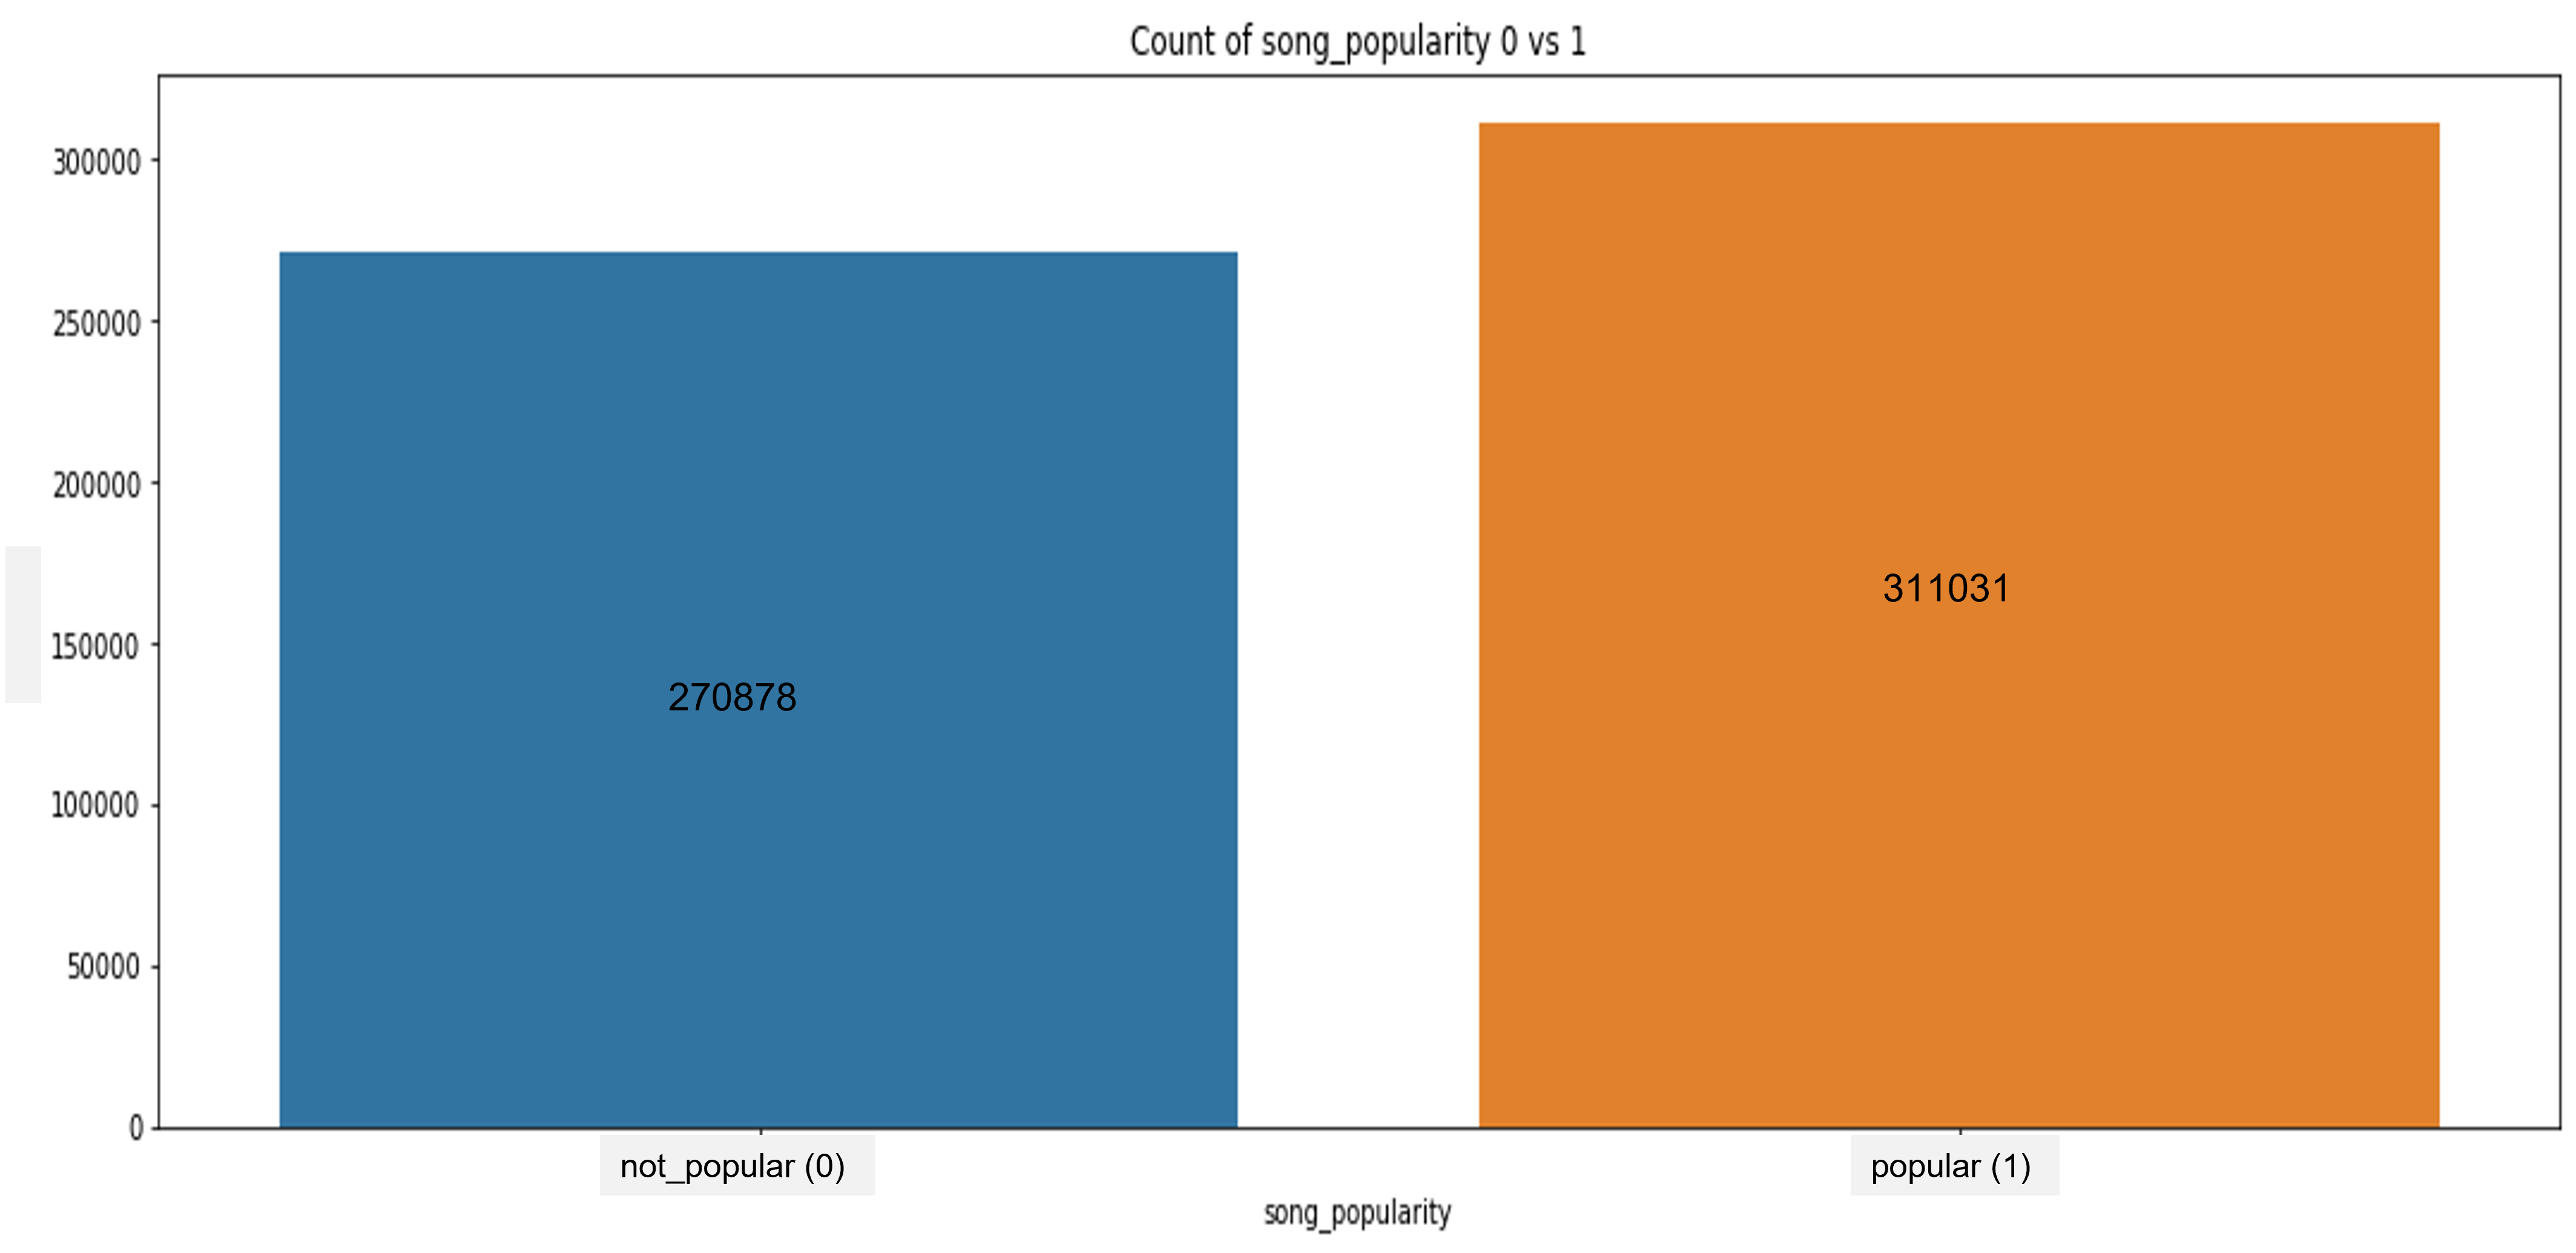 Count of song_popularity 0 vs 1
300000
250000
200000
150000
100000
50000
0
270878
311031
not_popular (0)
popular (1)
song_popularity